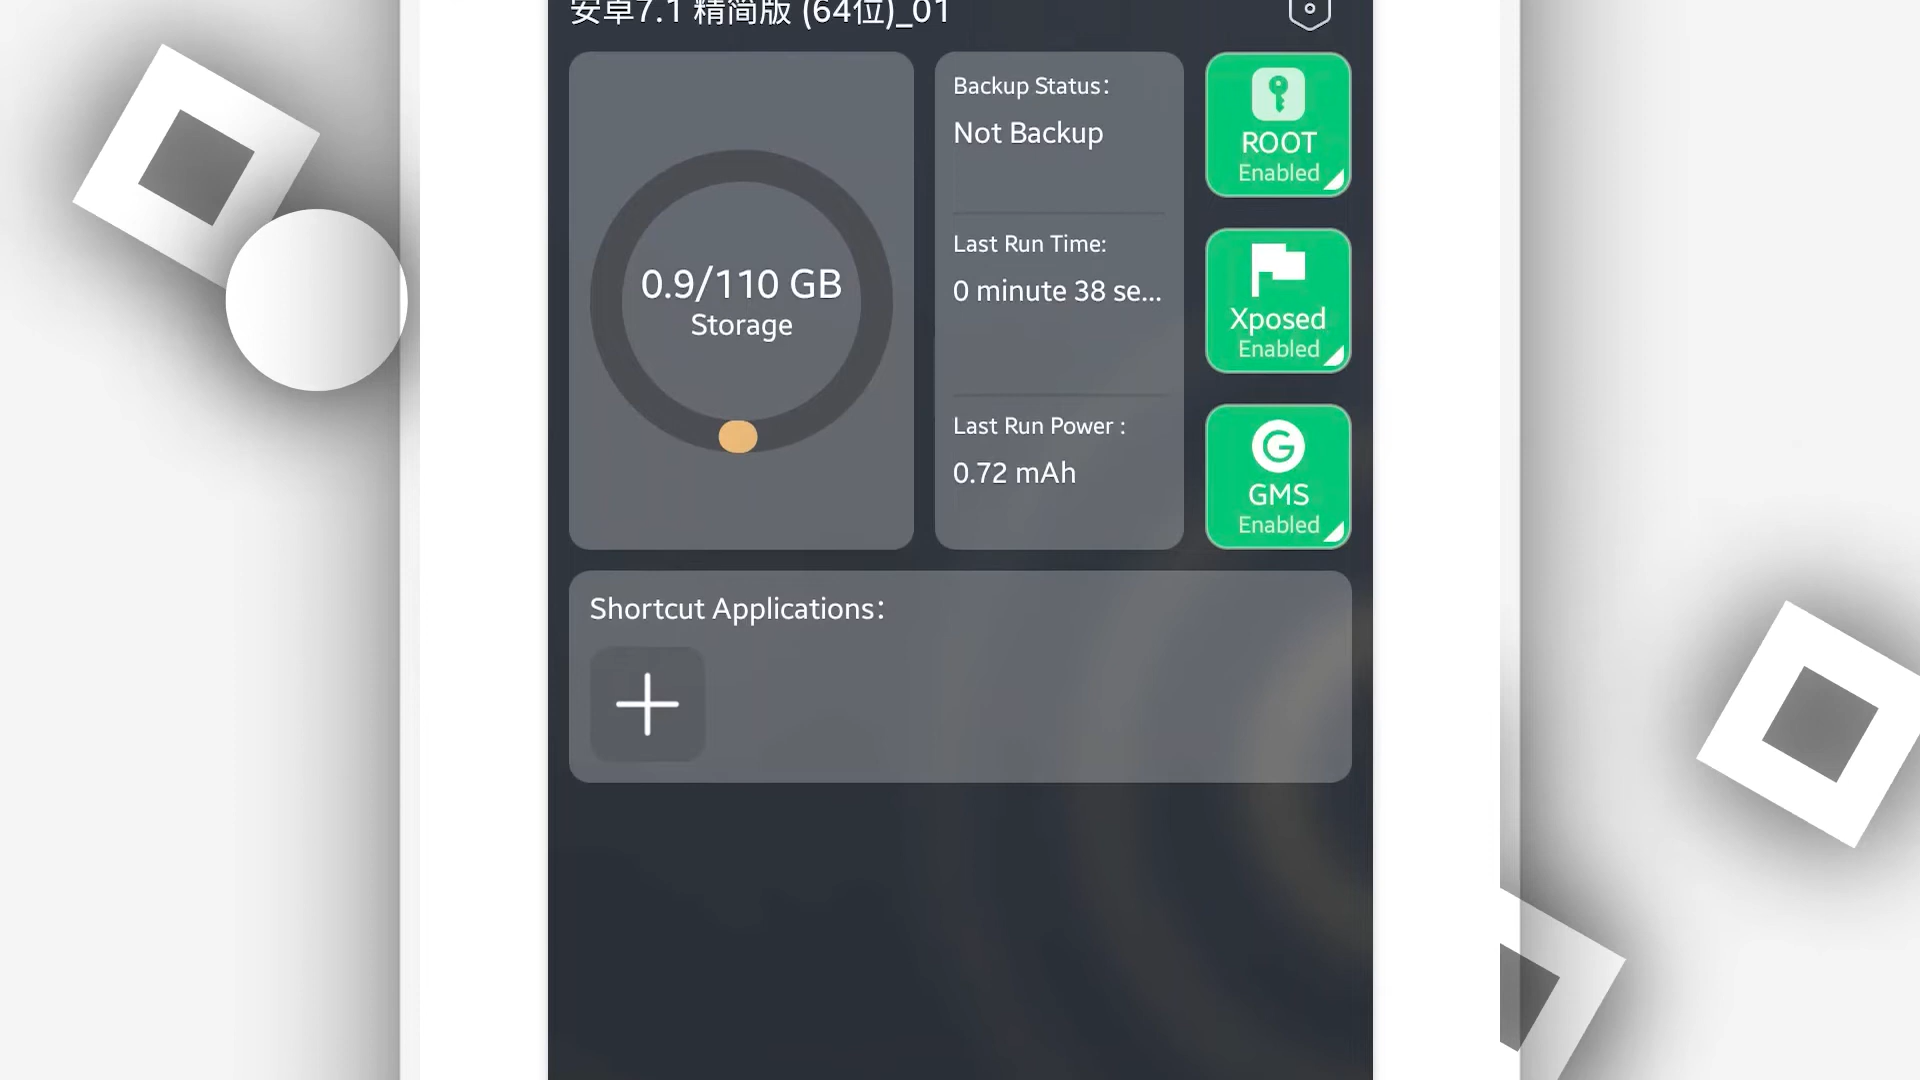 安卓7.1 精简版 (64位)_01
0.9/110 GB
Storage
Backup Status:
Not Backup
Last Run Time:
0 minute 38 se...
Last Run Power :
0.72 mAh
ROOT
Enabled
Xposed
Enabled
GMS
Enabled
Shortcut Applications: